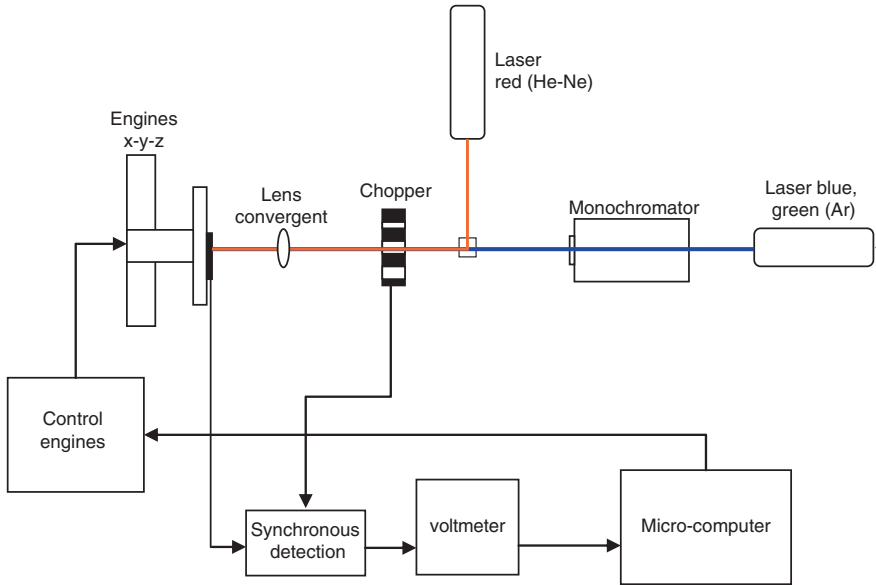 Laser
red (He-Ne)
Engines
x-y-z
Lens
convergent
Chopper
Monochromator
Laser blue,
green (Ar)
Control
engines
Synchronous
detection
voltmeter
Micro-computer